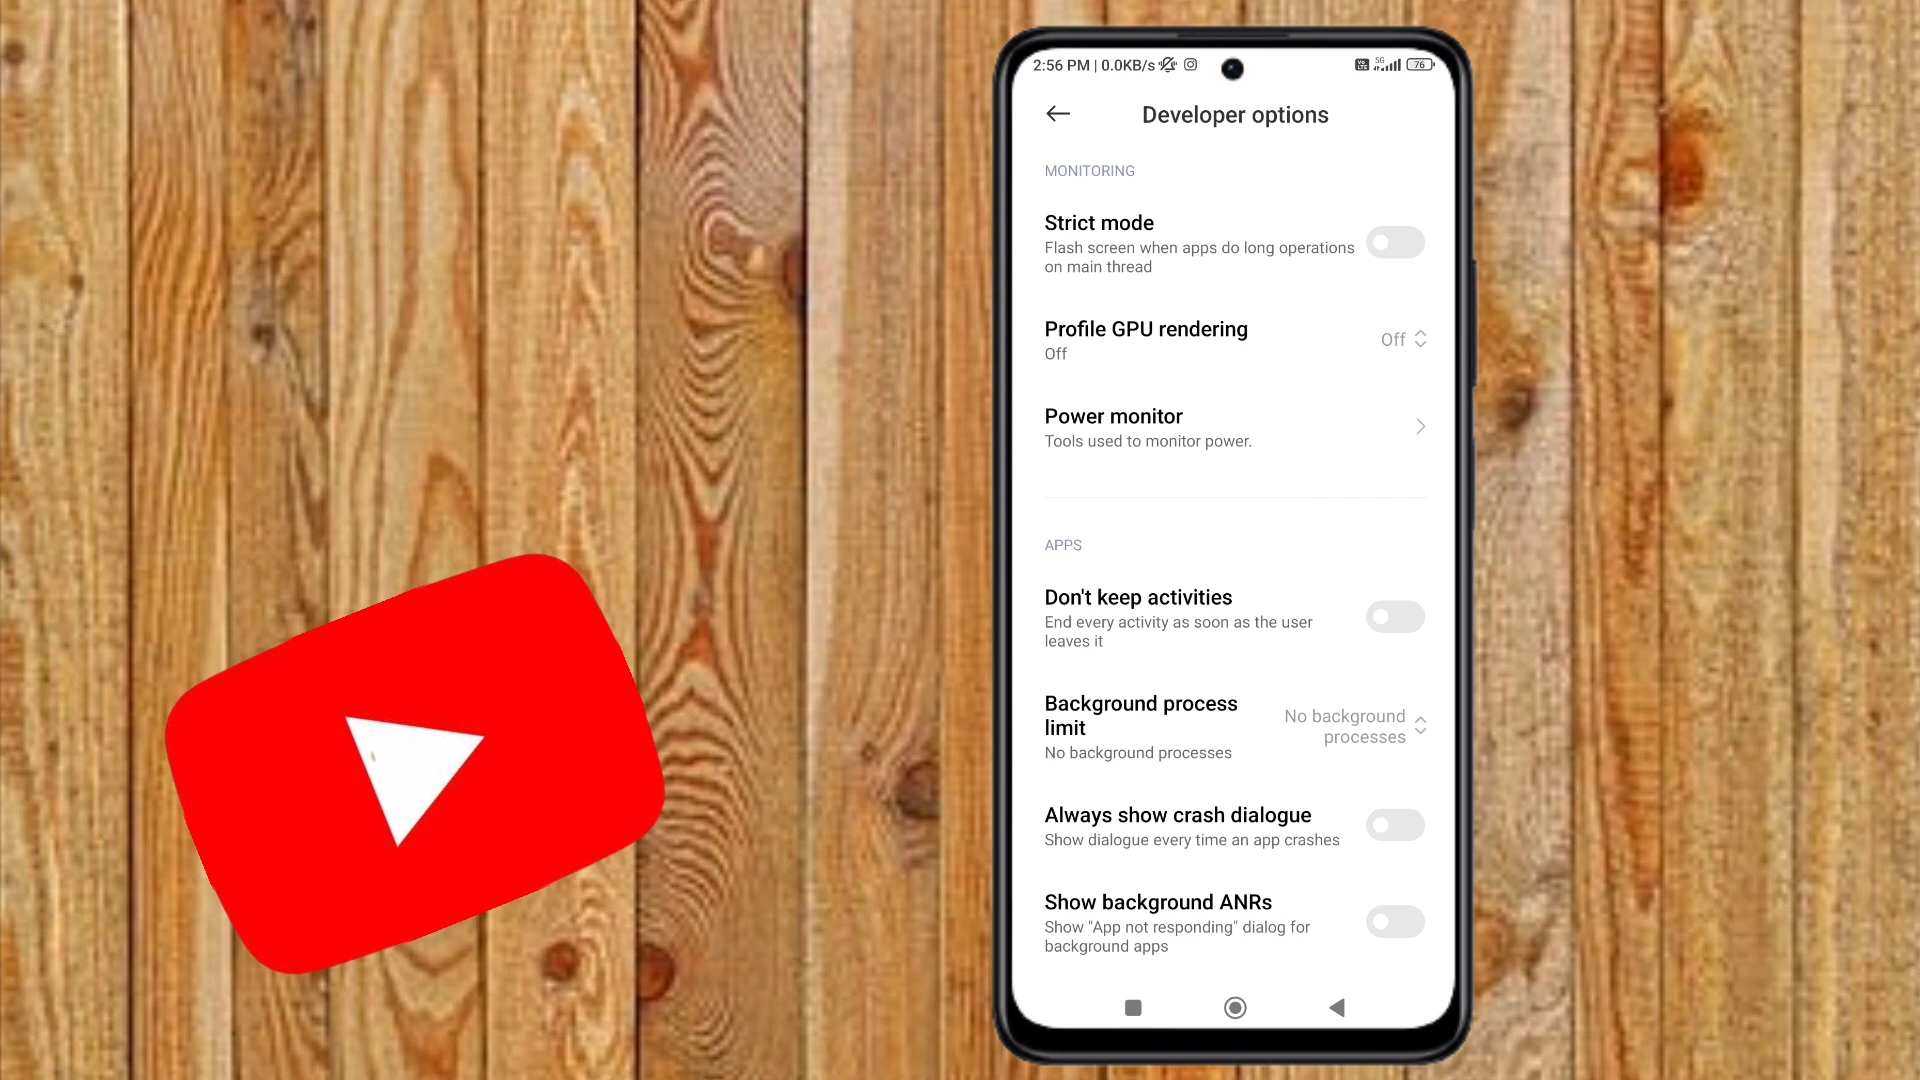 2:56 PM | 0.0KB/s
Vo LTE 5G 76
Developer options
MONITORING
Strict mode
Flash screen when apps do long operations
on main thread
Profile GPU rendering
Off
Off
Power monitor
Tools used to monitor power.
APPS
Don't keep activities
End every activity as soon as the user
leaves it
Background process
limit
No background
processes
No background processes
Always show crash dialogue
Show dialogue every time an app crashes
Show background ANRs
Show "App not responding" dialog for
background apps